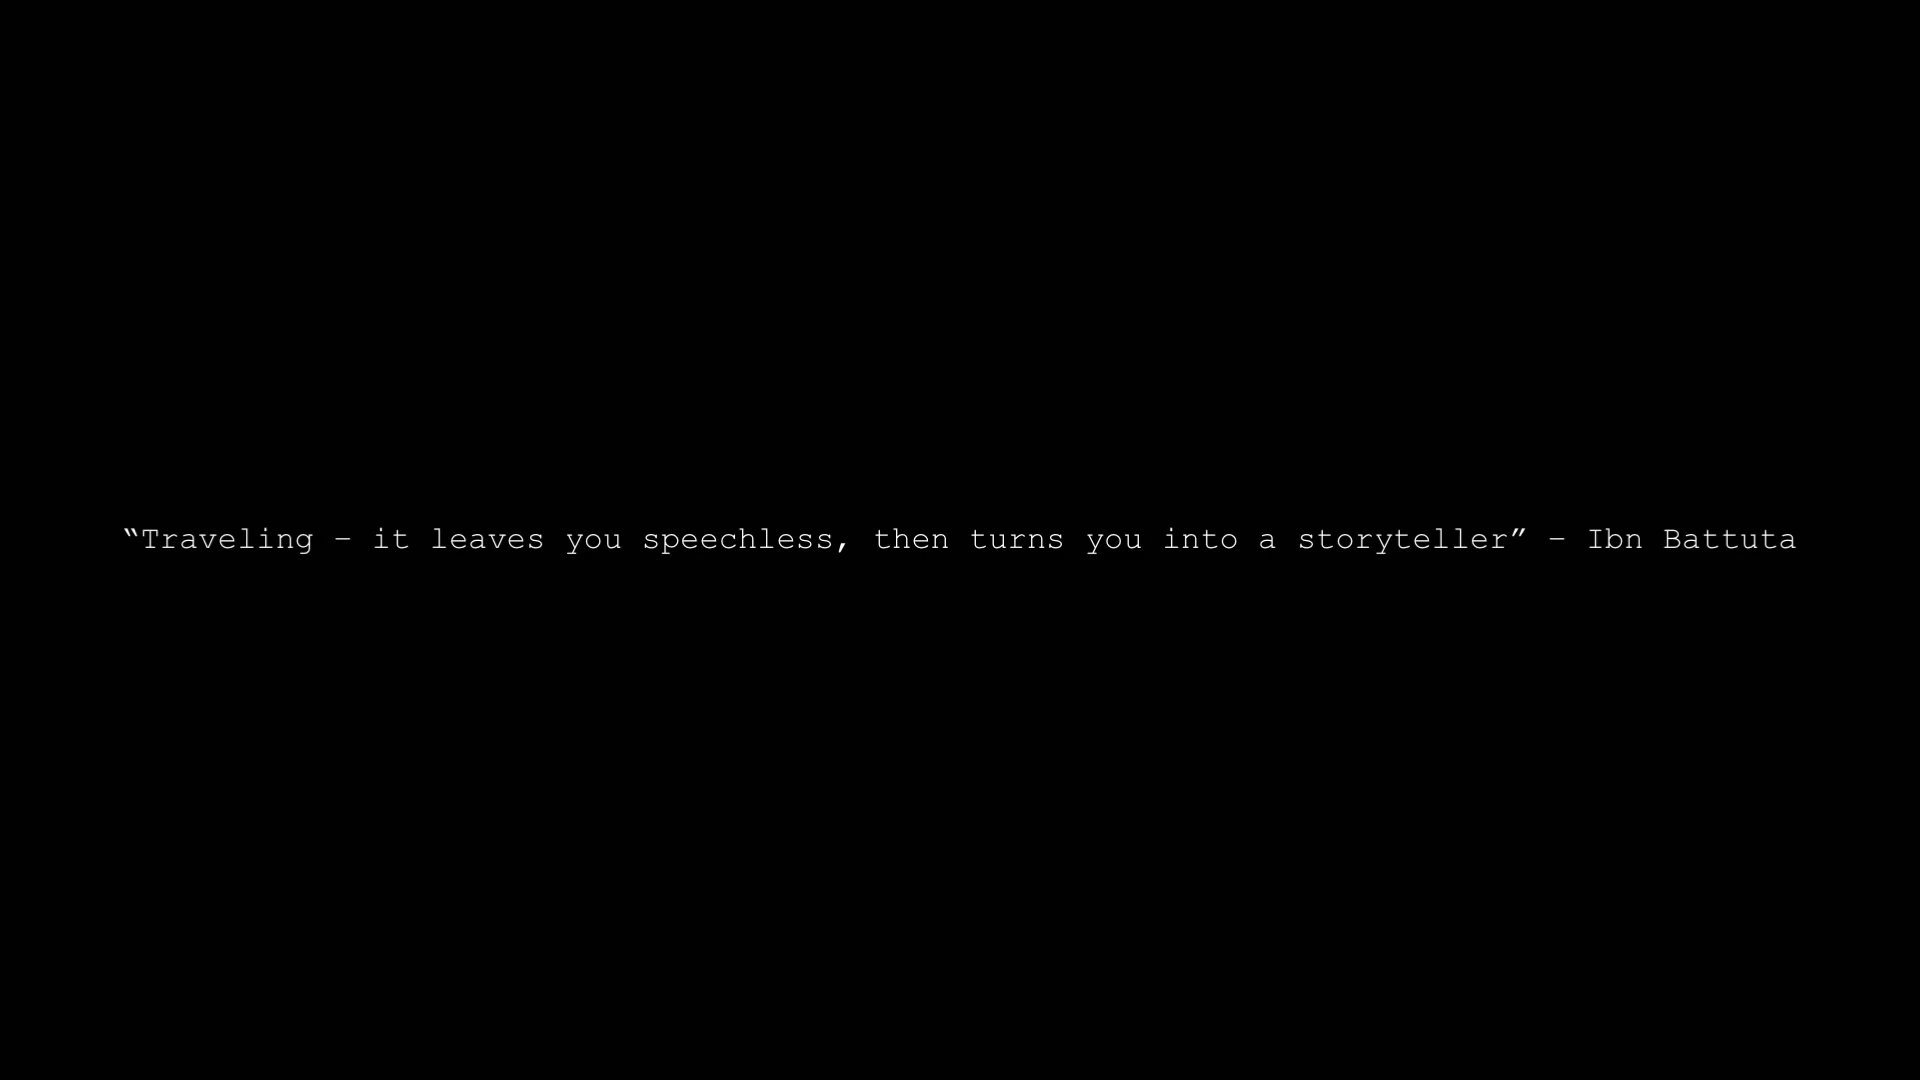 “Traveling – it leaves you speechless, then turns you into a storyteller” – Ibn Battuta